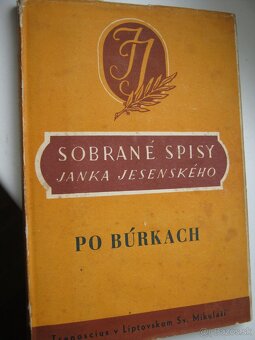 JJ
SOBRANÉ SPISY
JANKA JESENSKÉHO
PO BÚRKACH
Tranoscius v Liptovskom Sv. Mikuláši